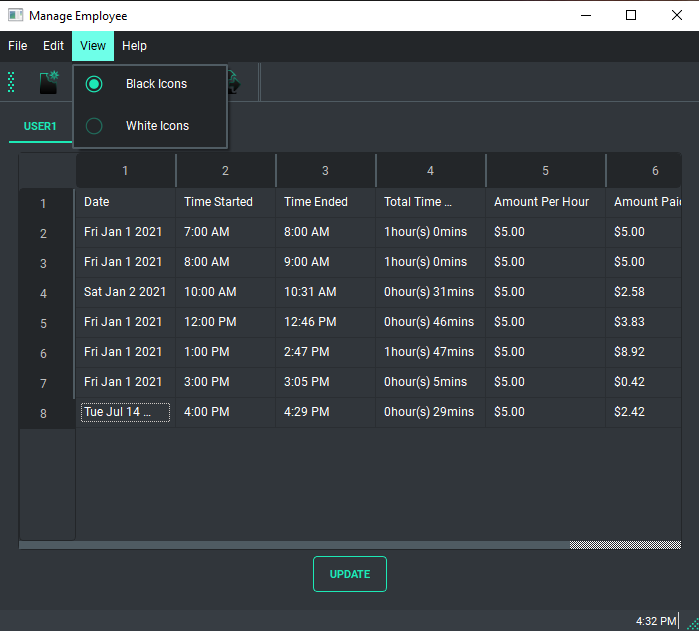 Manage Employee
File Edit View Help
Black Icons
White Icons
USER1
1 2 3 4 5 6
1 Date Time Started Time Ended Total Time ... Amount Per Hour Amount Paid
2 Fri Jan 1 2021 7:00 AM 8:00 AM 1hour(s) 0mins $5.00 $5.00
3 Fri Jan 1 2021 8:00 AM 9:00 AM 1hour(s) 0mins $5.00 $5.00
4 Sat Jan 2 2021 10:00 AM 10:31 AM 0hour(s) 31mins $5.00 $2.58
5 Fri Jan 1 2021 12:00 PM 12:46 PM 0hour(s) 46mins $5.00 $3.83
6 Fri Jan 1 2021 1:00 PM 2:47 PM 1hour(s) 47mins $5.00 $8.92
7 Fri Jan 1 2021 3:00 PM 3:05 PM 0hour(s) 5mins $5.00 $0.42
8 Tue Jul 14 ... 4:00 PM 4:29 PM 0hour(s) 29mins $5.00 $2.42
UPDATE
4:32 PM